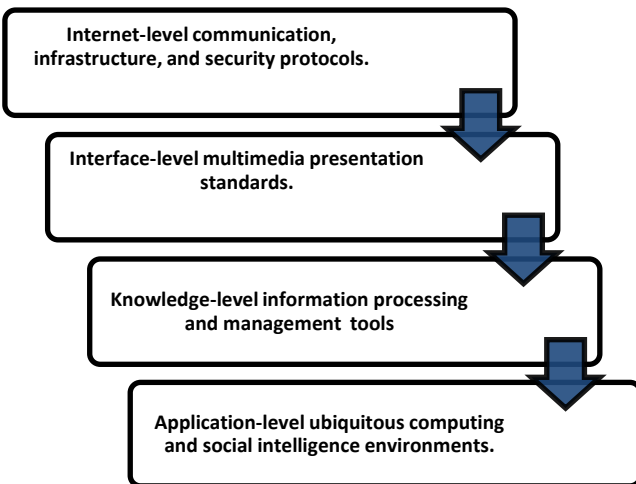 Internet-level communication,
infrastructure, and security protocols.
Interface-level multimedia presentation
standards.
Knowledge-level information processing
and management tools
Application-level ubiquitous computing
and social intelligence environments.